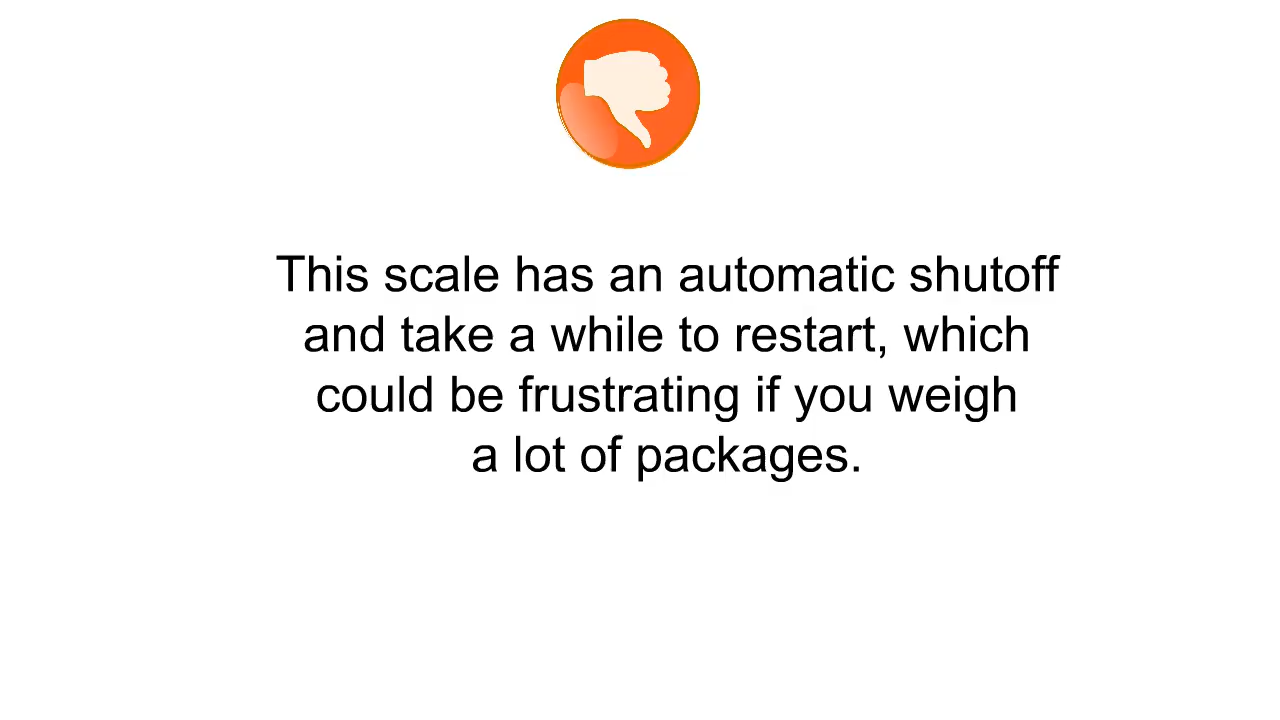 This scale has an automatic shutoff
and take a while to restart, which
could be frustrating if you weigh
a lot of packages.